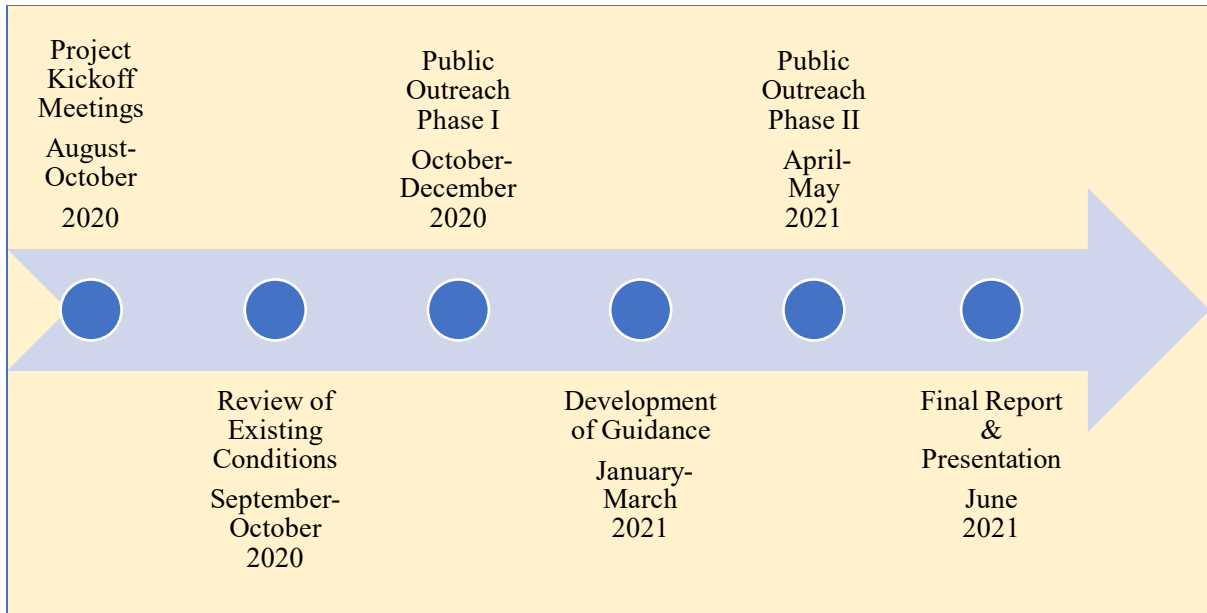 Project
Kickoff
Meetings
August-
October
2020
Review of
Existing
Conditions
September-
October
2020
Public
Outreach
Phase I
October-
December
2020
Development
of Guidance
January-
March
2021
Public
Outreach
Phase II
April-
May
2021
Final Report
&
Presentation
June
2021